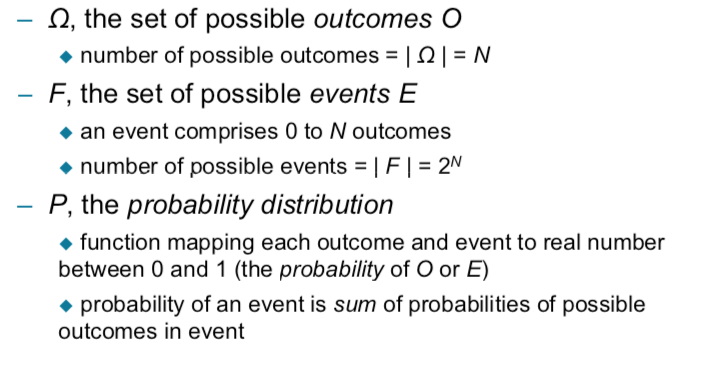 – Ω, the set of possible outcomes O
◆ number of possible outcomes = | Ω | = N
– F, the set of possible events E
◆ an event comprises 0 to N outcomes
◆ number of possible events = | F | = 2ᴺ
– P, the probability distribution
◆ function mapping each outcome and event to real number
between 0 and 1 (the probability of O or E)
◆ probability of an event is sum of probabilities of possible
outcomes in event